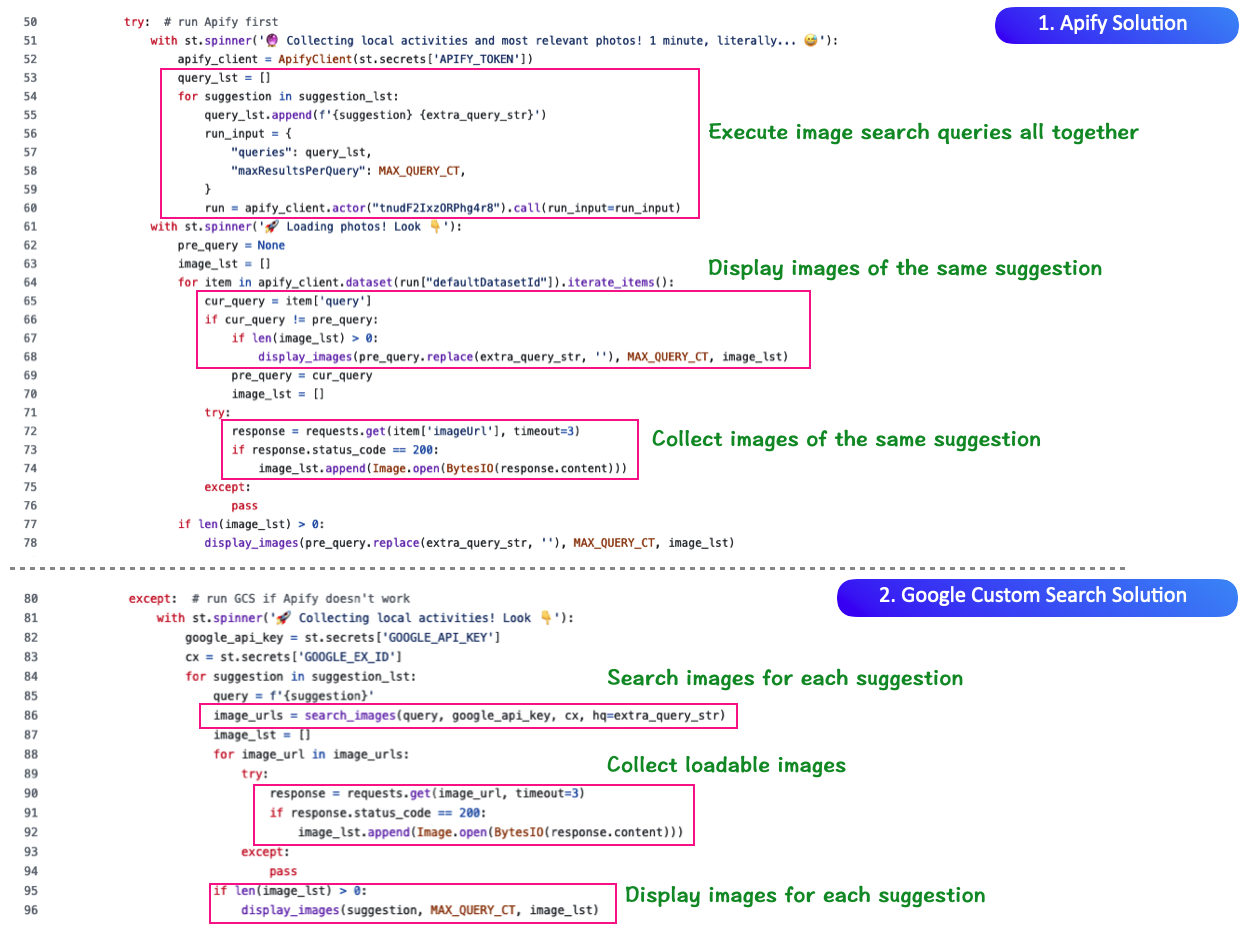 1. Apify Solution
50 try: # run Apify first
51 with st.spinner('🔮 Collecting local activities and most relevant photos! 1 minute, literally... 😅'):
52 apify_client = ApifyClient(st.secrets['APIFY_TOKEN'])
53 query_lst = []
54 for suggestion in suggestion_lst:
55 query_lst.append(f'{suggestion} {extra_query_str}')
Execute image search queries all together
56 run_input = {
57 "queries": query_lst,
58 "maxResultsPerQuery": MAX_QUERY_CT,
59 }
60 run = apify_client.actor("tnudF2IxzORPhg4r8").call(run_input=run_input)
61 with st.spinner('🚀 Loading photos! Look 👇'):
62 pre_query = None
63 image_lst = []
Display images of the same suggestion
64 for item in apify_client.dataset(run["defaultDatasetId"]).iterate_items():
65 cur_query = item['query']
66 if cur_query != pre_query:
67 if len(image_lst) > 0:
68 display_images(pre_query.replace(extra_query_str, ''), MAX_QUERY_CT, image_lst)
69 pre_query = cur_query
70 image_lst = []
71 try:
72 response = requests.get(item['imageUrl'], timeout=3)
Collect images of the same suggestion
73 if response.status_code == 200:
74 image_lst.append(Image.open(BytesIO(response.content)))
75 except:
76 pass
77 if len(image_lst) > 0:
78 display_images(pre_query.replace(extra_query_str, ''), MAX_QUERY_CT, image_lst)
2. Google Custom Search Solution
80 except: # run GCS if Apify doesn't work
81 with st.spinner('🚀 Collecting local activities! Look 👇'):
82 google_api_key = st.secrets['GOOGLE_API_KEY']
83 cx = st.secrets['GOOGLE_EX_ID']
84 for suggestion in suggestion_lst:
Search images for each suggestion
85 query = f'{suggestion}'
86 image_urls = search_images(query, google_api_key, cx, hq=extra_query_str)
87 image_lst = []
88 for image_url in image_urls:
Collect loadable images
89 try:
90 response = requests.get(image_url, timeout=3)
91 if response.status_code == 200:
92 image_lst.append(Image.open(BytesIO(response.content)))
93 except:
94 pass
95 if len(image_lst) > 0:
Display images for each suggestion
96 display_images(suggestion, MAX_QUERY_CT, image_lst)